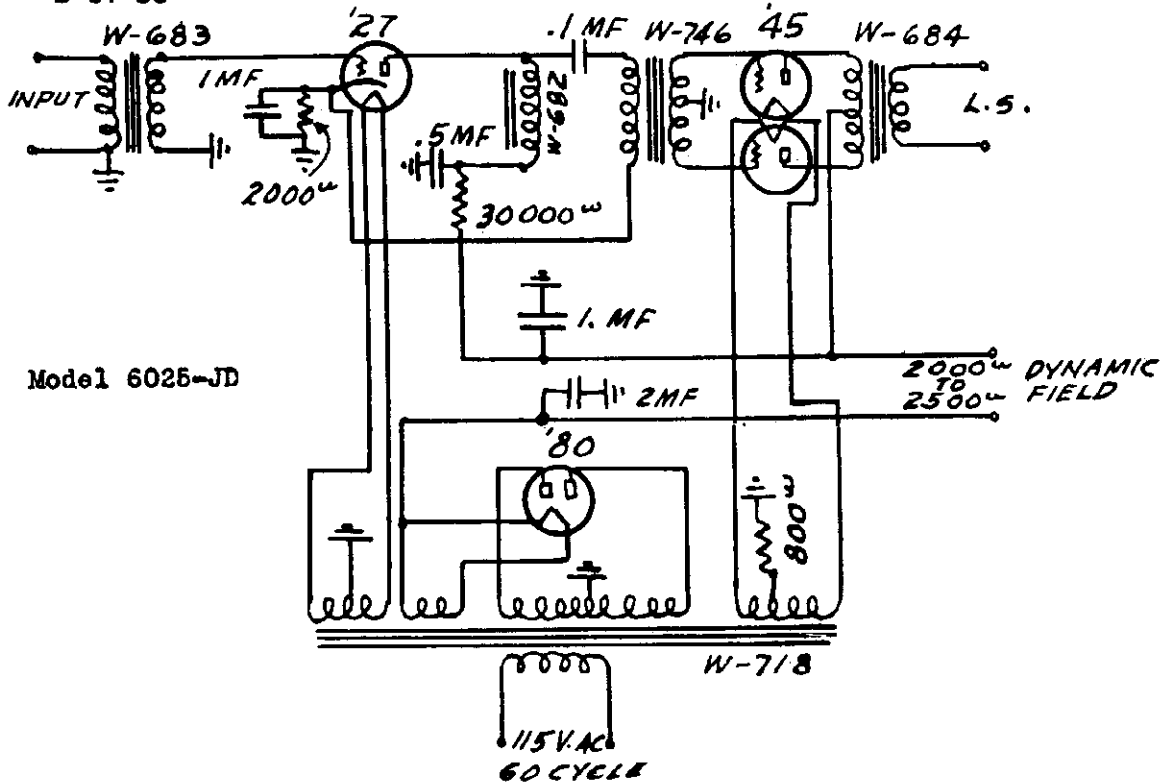 W-683
'27
.1 MF
W-746
'45
W-684
1MF
INPUT
W-682
.5MF
L.S.
2000ω
30000ω
1. MF
Model 6025-JD
2000ω
TO
2500ω
DYNAMIC
FIELD
2MF
'80
800ω
W-718
115V.AC
60 CYCLE